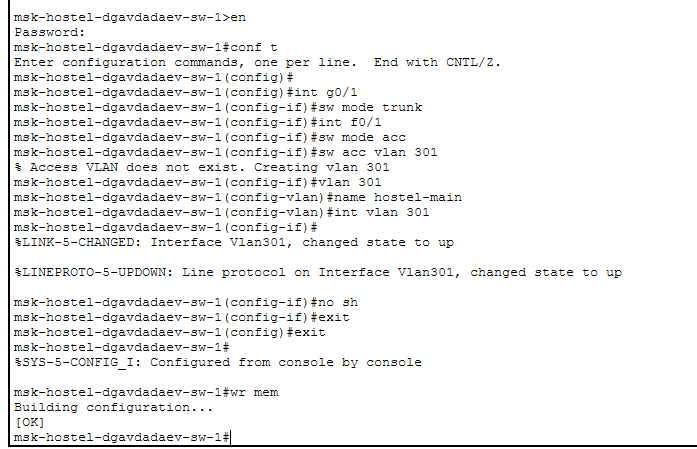 msk-hostel-dgavdadaev-sw-1>en
Password:
msk-hostel-dgavdadaev-sw-1#conf t
Enter configuration commands, one per line.  End with CNTL/Z.
msk-hostel-dgavdadaev-sw-1(config)#
msk-hostel-dgavdadaev-sw-1(config)#int g0/1
msk-hostel-dgavdadaev-sw-1(config-if)#sw mode trunk
msk-hostel-dgavdadaev-sw-1(config-if)#int f0/1
msk-hostel-dgavdadaev-sw-1(config-if)#sw mode acc
msk-hostel-dgavdadaev-sw-1(config-if)#sw acc vlan 301
% Access VLAN does not exist. Creating vlan 301
msk-hostel-dgavdadaev-sw-1(config-if)#vlan 301
msk-hostel-dgavdadaev-sw-1(config-vlan)#name hostel-main
msk-hostel-dgavdadaev-sw-1(config-vlan)#int vlan 301
msk-hostel-dgavdadaev-sw-1(config-if)#
%LINK-5-CHANGED: Interface Vlan301, changed state to up
%LINEPROTO-5-UPDOWN: Line protocol on Interface Vlan301, changed state to up
msk-hostel-dgavdadaev-sw-1(config-if)#no sh
msk-hostel-dgavdadaev-sw-1(config-if)#exit
msk-hostel-dgavdadaev-sw-1(config)#exit
msk-hostel-dgavdadaev-sw-1#
%SYS-5-CONFIG_I: Configured from console by console
msk-hostel-dgavdadaev-sw-1#wr mem
Building configuration...
[OK]
msk-hostel-dgavdadaev-sw-1#